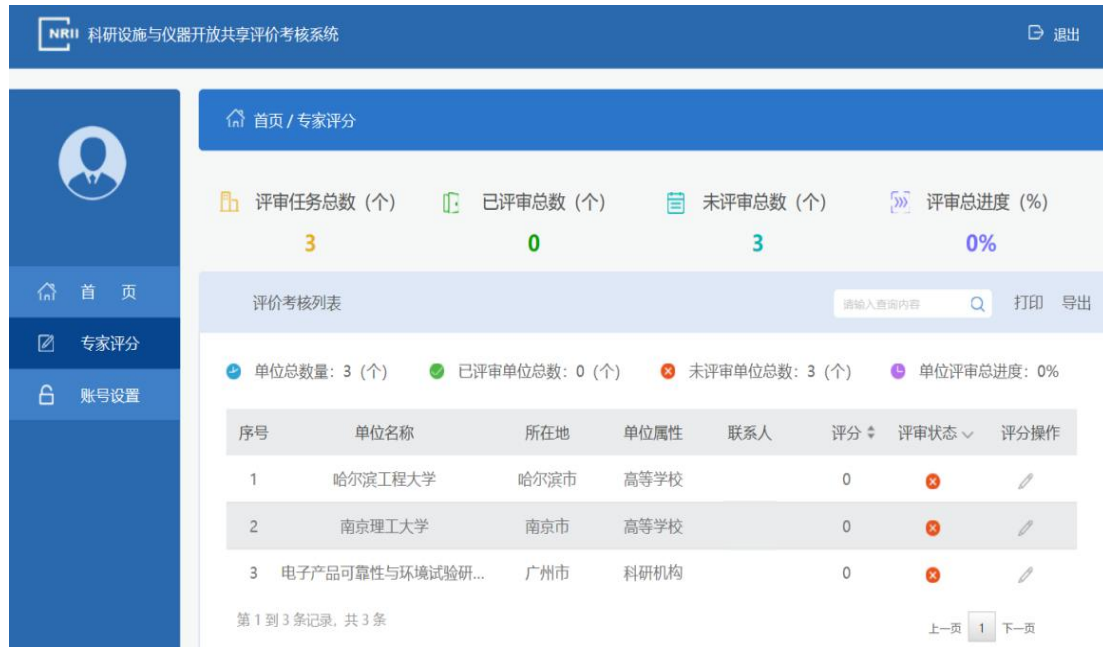 NRII 科研设施与仪器开放共享评价考核系统 退出
首页 / 专家评分
评审任务总数（个） 已评审总数（个） 未评审总数（个） 评审总进度（%）
3 0 3 0%
首 页
专家评分
账号设置
评价考核列表 请输入查询内容 打印 导出
单位总数量：3（个） 已评审单位总数：0（个） 未评审单位总数：3（个） 单位评审总进度：0%
序号 单位名称 所在地 单位属性 联系人 评分 评审状态 评分操作
1 哈尔滨工程大学 哈尔滨市 高等学校 0
2 南京理工大学 南京市 高等学校 0
3 电子产品可靠性与环境试验研... 广州市 科研机构 0
第 1 到 3 条记录, 共 3 条
上一页 1 下一页